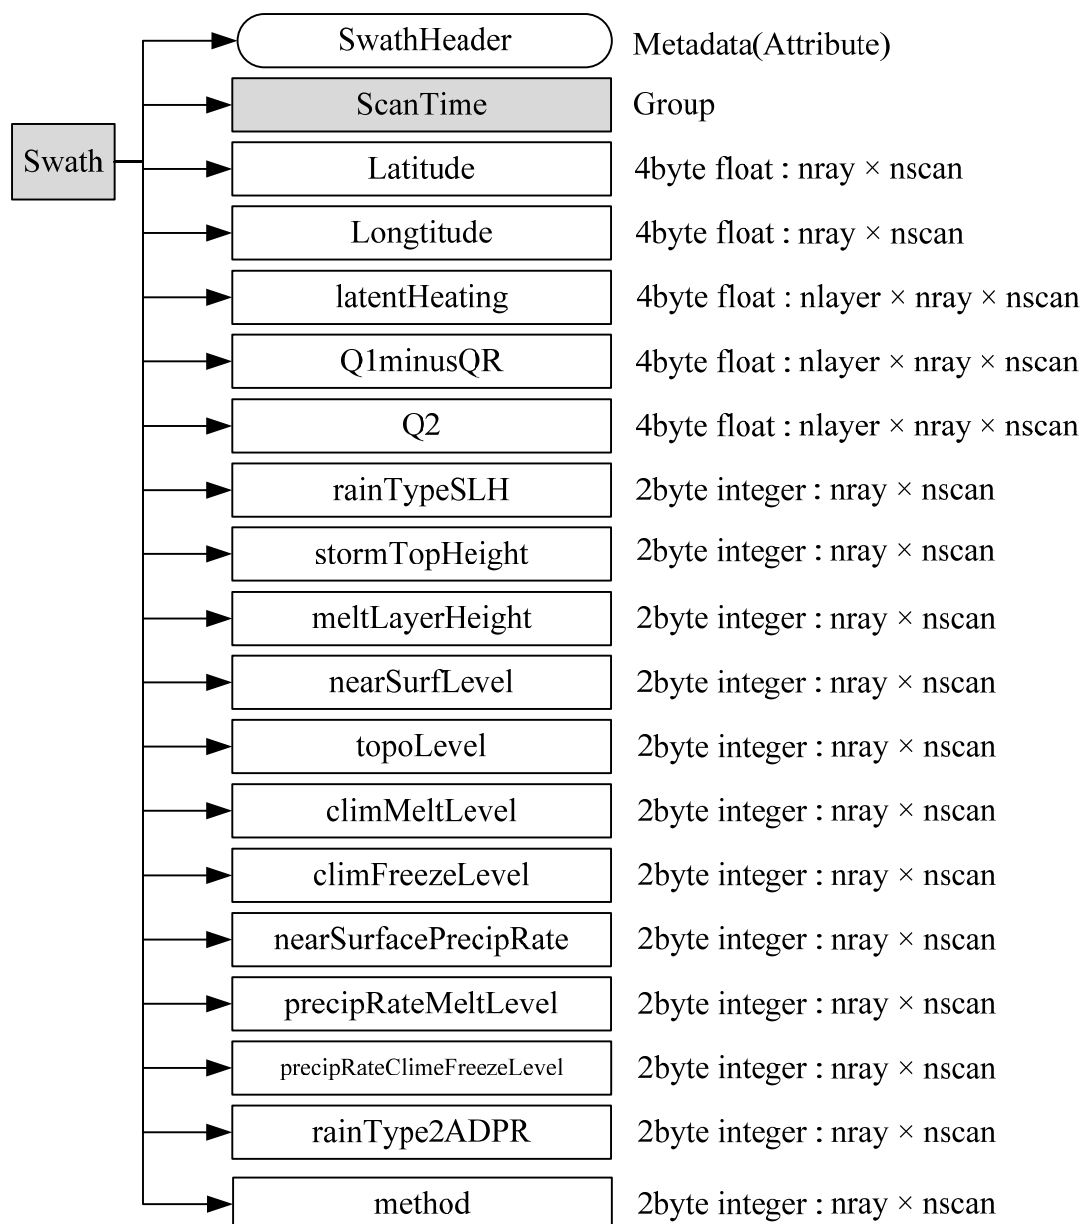 SwathHeader Metadata(Attribute)
ScanTime Group
Swath
Latitude 4byte float : nray × nscan
Longtitude 4byte float : nray × nscan
latentHeating 4byte float : nlayer × nray × nscan
Q1minusQR 4byte float : nlayer × nray × nscan
Q2 4byte float : nlayer × nray × nscan
rainTypeSLH 2byte integer : nray × nscan
stormTopHeight 2byte integer : nray × nscan
meltLayerHeight 2byte integer : nray × nscan
nearSurfLevel 2byte integer : nray × nscan
topoLevel 2byte integer : nray × nscan
climMeltLevel 2byte integer : nray × nscan
climFreezeLevel 2byte integer : nray × nscan
nearSurfacePrecipRate 2byte integer : nray × nscan
precipRateMeltLevel 2byte integer : nray × nscan
precipRateClimeFreezeLevel 2byte integer : nray × nscan
rainType2ADPR 2byte integer : nray × nscan
method 2byte integer : nray × nscan